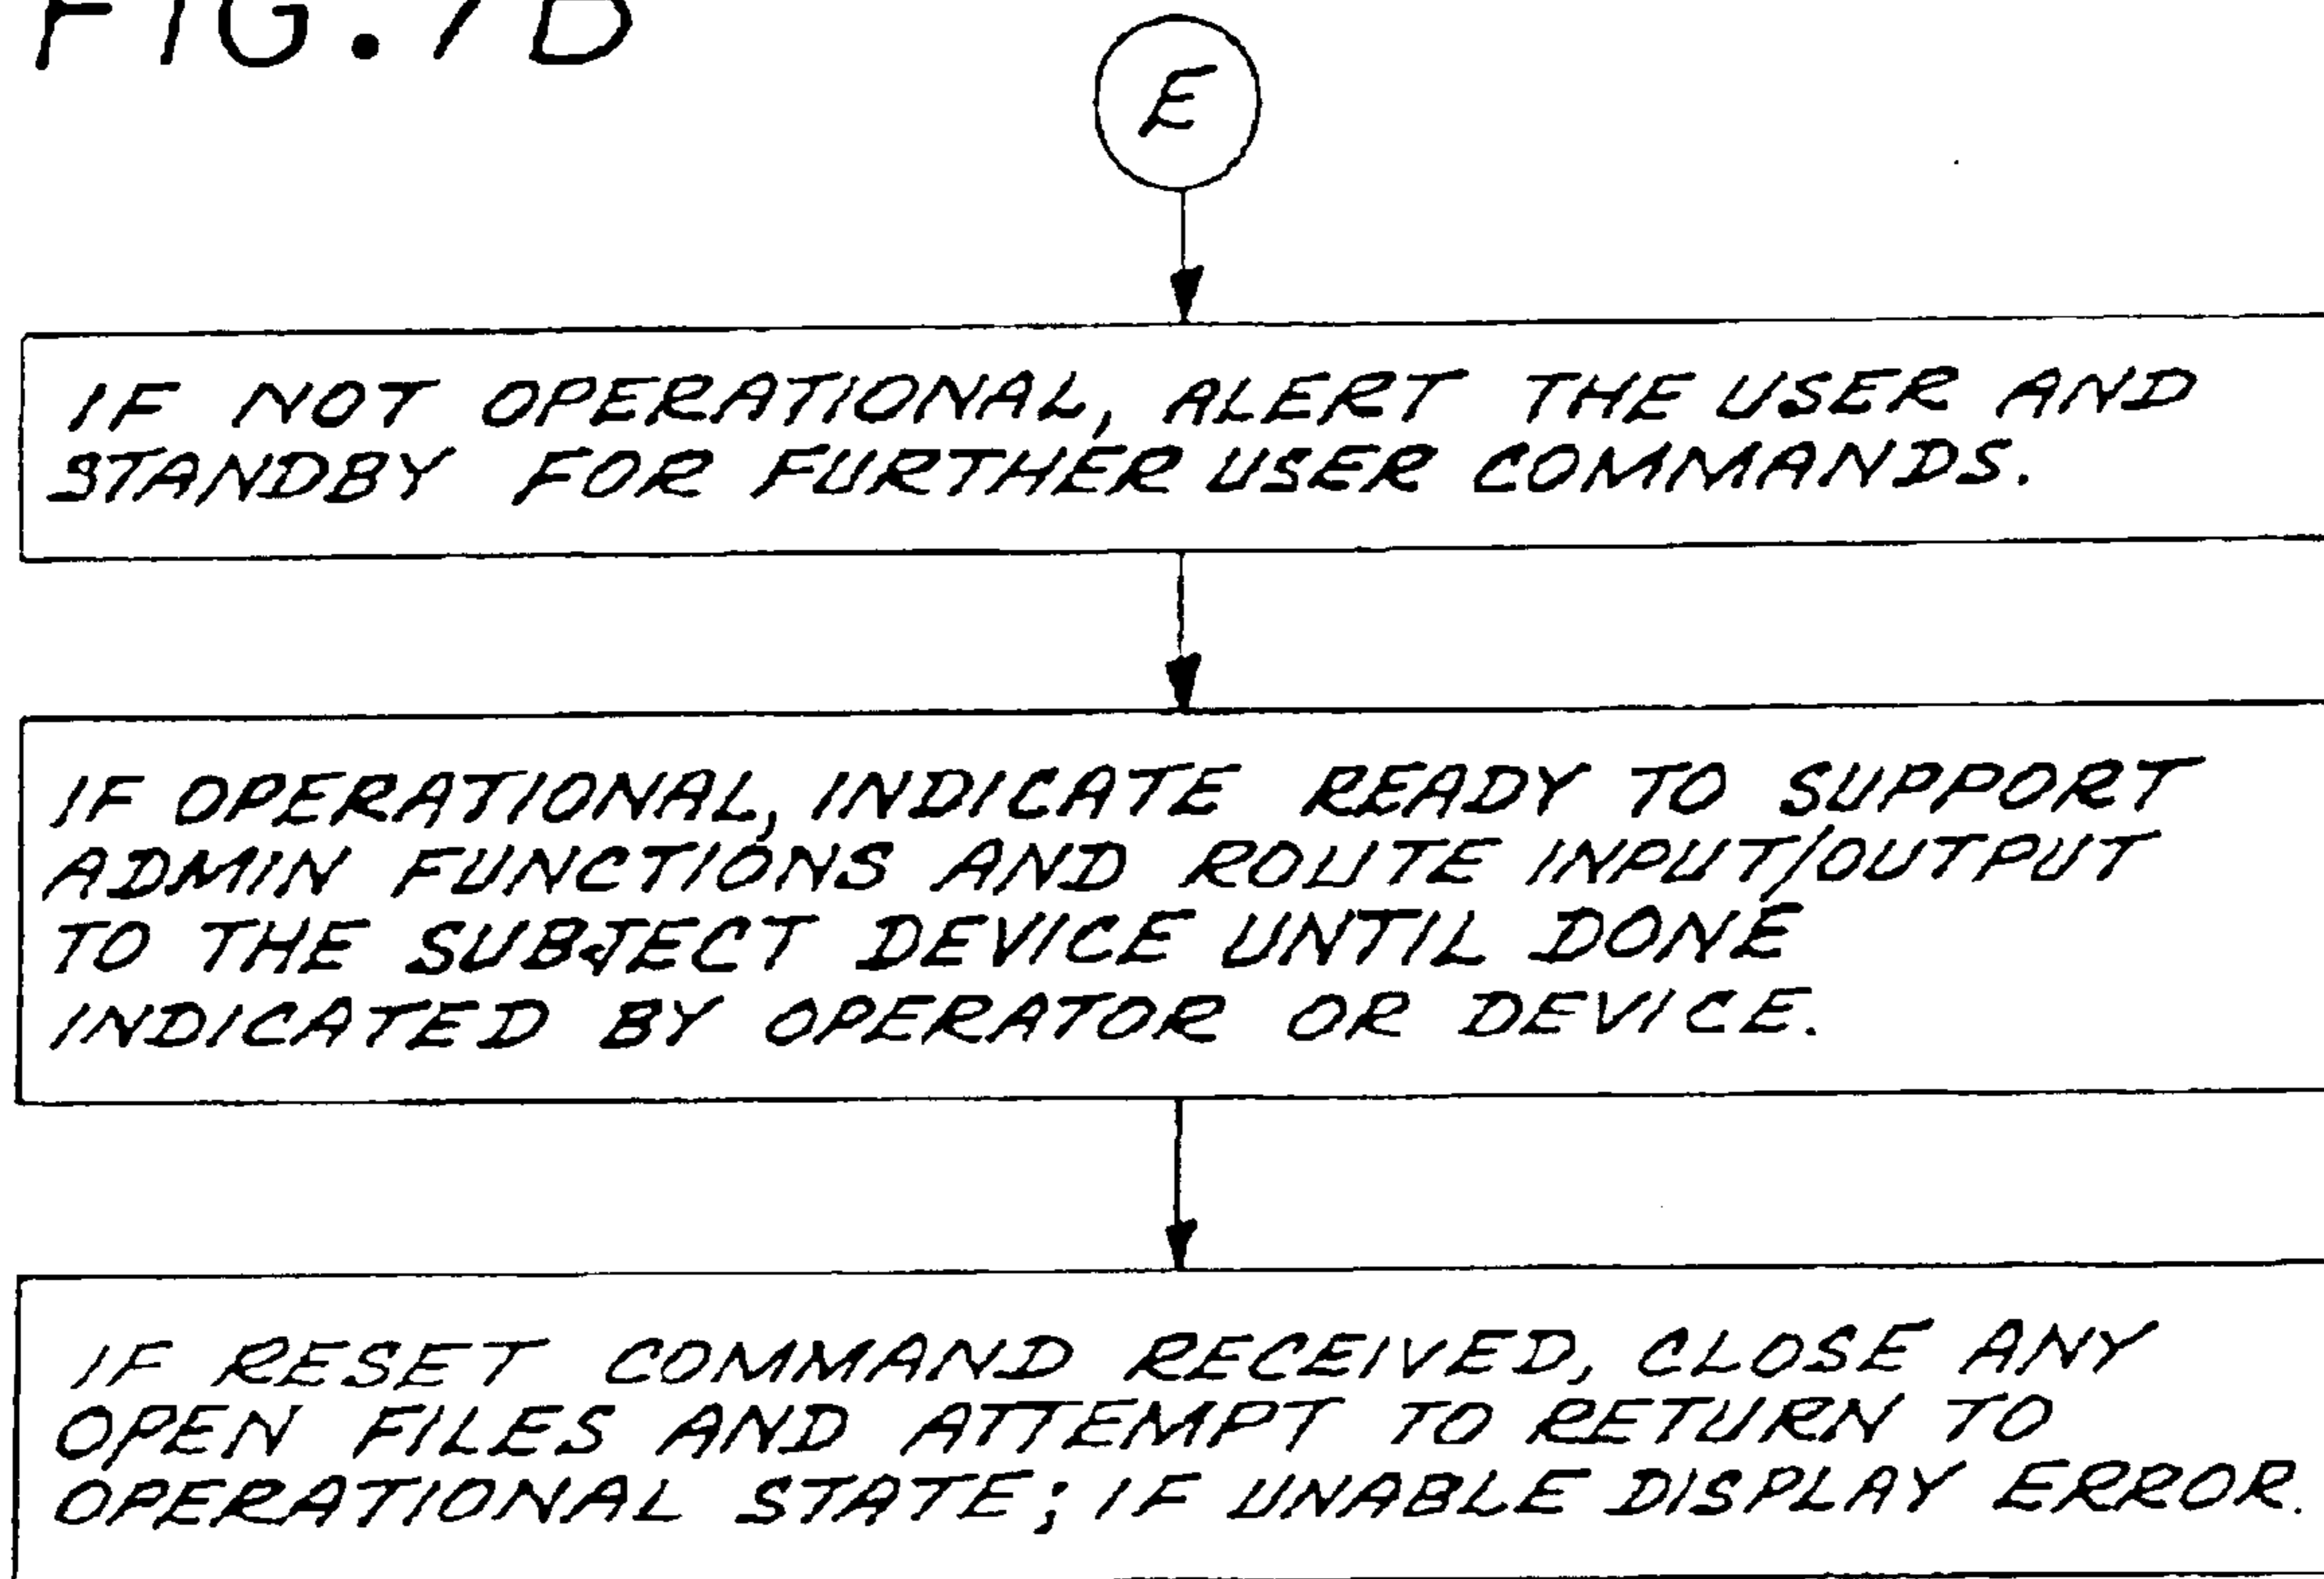 FIG. 7B
E
IF NOT OPERATIONAL, ALERT THE USER AND
STANDBY FOR FURTHER USER COMMANDS.
IF OPERATIONAL, INDICATE READY TO SUPPORT
ADMIN FUNCTIONS AND ROUTE INPUT/OUTPUT
TO THE SUBJECT DEVICE UNTIL DONE
INDICATED BY OPERATOR OR DEVICE.
IF RESET COMMAND RECEIVED, CLOSE ANY
OPEN FILES AND ATTEMPT TO RETURN TO
OPERATIONAL STATE; IF UNABLE DISPLAY ERROR.